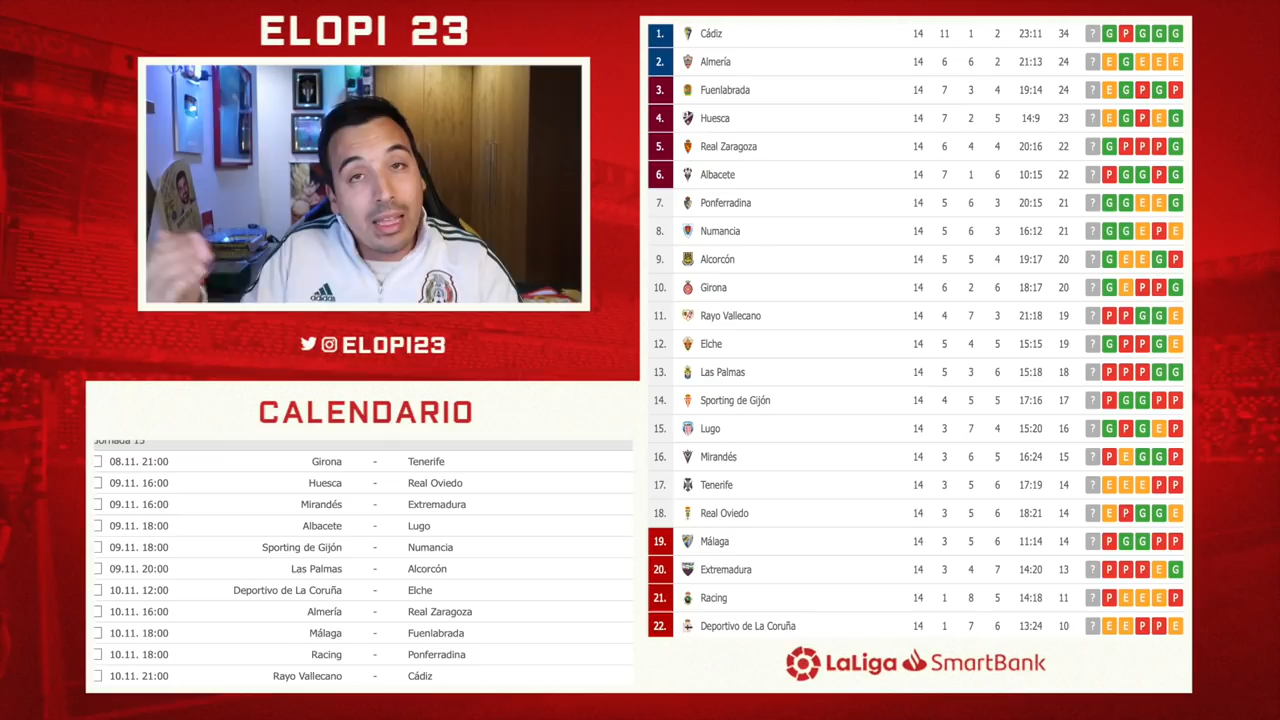 ELOPI 23
adidas
ELOPI23
CALENDARIO
Jornada 15
08.11. 21:00 Girona - Tenerife
09.11. 16:00 Huesca - Real Oviedo
09.11. 16:00 Mirandés - Extremadura
09.11. 18:00 Albacete - Lugo
09.11. 18:00 Sporting de Gijón - Numancia
09.11. 20:00 Las Palmas - Alcorcón
10.11. 12:00 Deportivo de La Coruña - Elche
10.11. 16:00 Almería - Real Zaragoza
10.11. 18:00 Málaga - Fuenlabrada
10.11. 18:00 Racing - Ponferradina
10.11. 21:00 Rayo Vallecano - Cádiz
1. Cádiz 14 11 1 2 23:11 34 ? G P G G G
2. Almería 14 6 6 2 21:13 24 ? E G E E E
3. Fuenlabrada 14 7 3 4 19:14 24 ? E G P G P
4. Huesca 14 7 2 5 14:9 23 ? E G P E G
5. Real Zaragoza 14 6 4 4 20:16 22 ? G P P P G
6. Albacete 14 7 1 6 10:15 22 ? P G G P G
7. Ponferradina 14 5 6 3 20:15 21 ? G G E E G
8. Numancia 14 5 6 3 16:12 21 ? G G E P E
9. Alcorcón 14 5 5 4 19:17 20 ? G E E G P
10. Girona 14 6 2 6 18:17 20 ? G E P P G
11. Rayo Vallecano 14 4 7 3 21:18 19 ? P P G G E
12. Elche 14 5 4 5 15:15 19 ? G P P G E
13. Las Palmas 14 5 3 6 15:18 18 ? P P P G G
14. Sporting de Gijón 14 4 5 5 17:16 17 ? P G G P P
15. Lugo 14 3 7 4 15:20 16 ? G P G E P
16. Mirandés 14 3 6 5 16:24 15 ? P E G G P
17. Tenerife 14 3 5 6 17:19 14 ? E E E P P
18. Real Oviedo 14 3 5 6 18:21 14 ? E P G G E
19. Málaga 14 3 5 6 11:14 14 ? P G G P P
20. Extremadura 14 3 4 7 14:20 13 ? P P P E G
21. Racing 14 1 8 5 14:18 11 ? P E E E P
22. Deportivo de La Coruña 14 1 7 6 13:24 10 ? E E P P E
LaLiga SmartBank